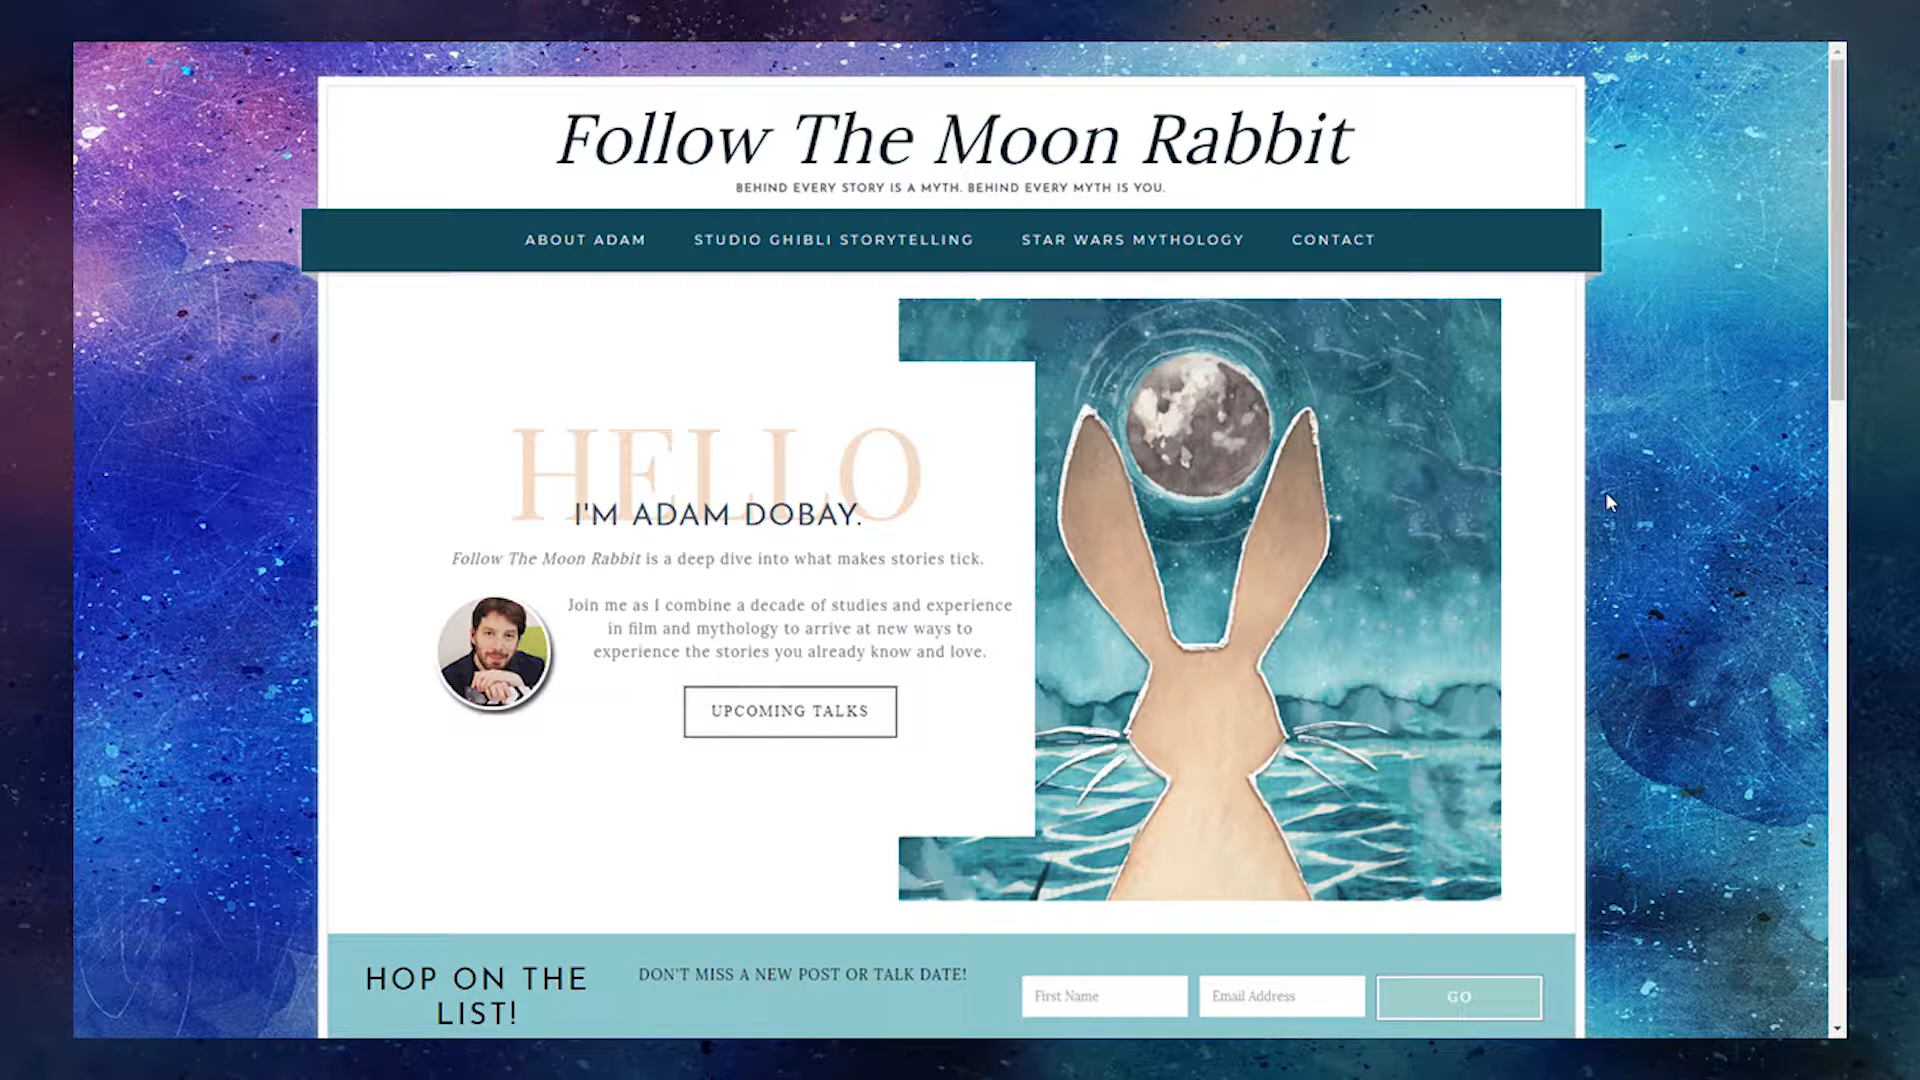 Follow The Moon Rabbit
BEHIND EVERY STORY IS A MYTH. BEHIND EVERY MYTH IS YOU.
ABOUT ADAM
STUDIO GHIBLI STORYTELLING
STAR WARS MYTHOLOGY
CONTACT
HELLO
I'M ADAM DOBAY.
Follow The Moon Rabbit is a deep dive into what makes stories tick.
Join me as I combine a decade of studies and experience
in film and mythology to arrive at new ways to
experience the stories you already know and love.
UPCOMING TALKS
HOP ON THE
LIST!
DON'T MISS A NEW POST OR TALK DATE!
First Name
Email Address
GO